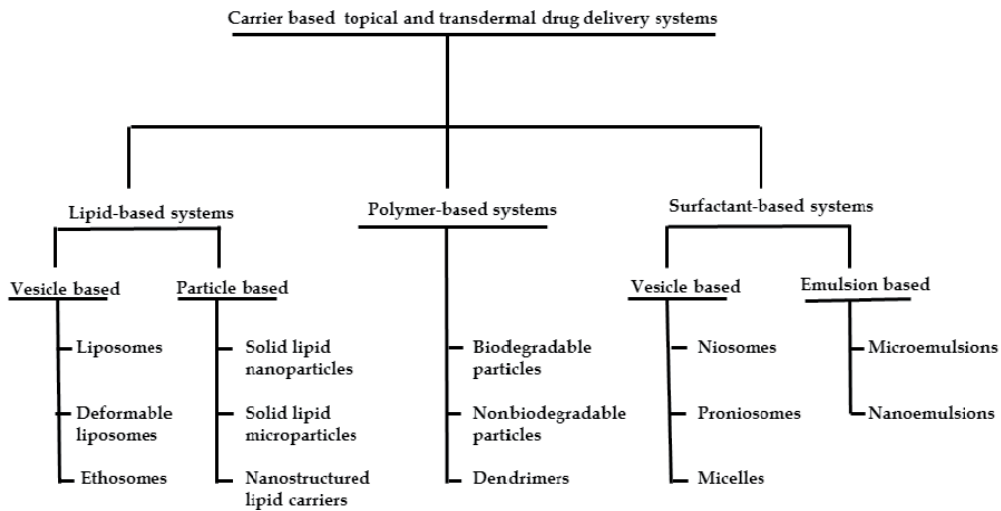 Carrier based topical and transdermal drug delivery systems
Lipid-based systems
Polymer-based systems
Surfactant-based systems
Vesicle based
Particle based
Vesicle based
Emulsion based
Liposomes
Deformable
liposomes
Ethosomes
Solid lipid
nanoparticles
Solid lipid
microparticles
Nanostructured
lipid carriers
Biodegradable
particles
Nonbiodegradable
particles
Dendrimers
Niosomes
Proniosomes
Micelles
Microemulsions
Nanoemulsions